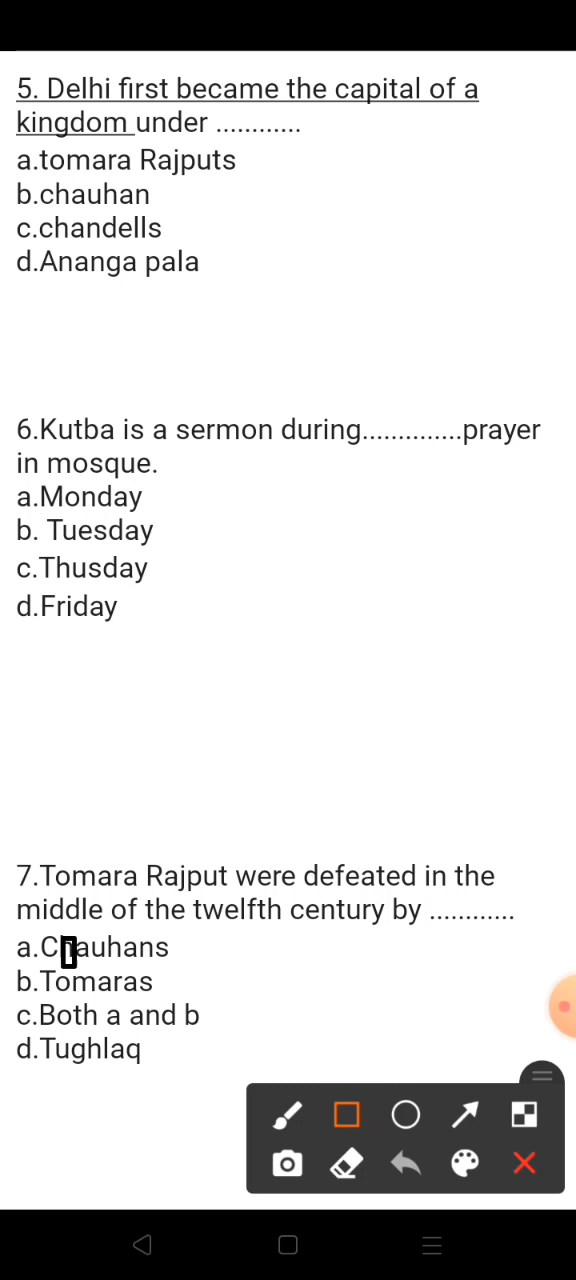 5. Delhi first became the capital of a
kingdom under ............
a.tomara Rajputs
b.chauhan
c.chandells
d.Ananga pala
6.Kutba is a sermon during..............prayer
in mosque.
a.Monday
b. Tuesday
c.Thusday
d.Friday
7.Tomara Rajput were defeated in the
middle of the twelfth century by ............
a.Chauhans
b.Tomaras
c.Both a and b
d.Tughlaq